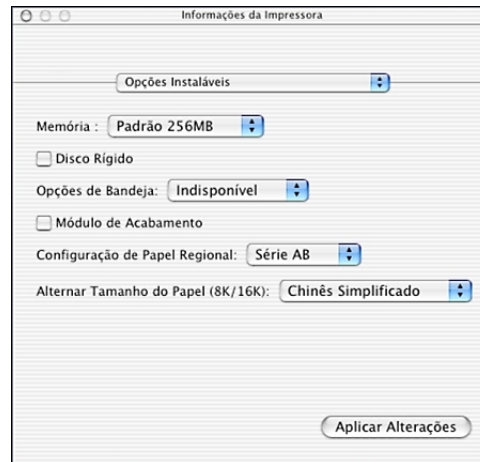 Informações da Impressora
Opções Instaláveis
Memória : Padrão 256MB
Disco Rígido
Opções de Bandeja: Indisponível
Módulo de Acabamento
Configuração de Papel Regional: Série AB
Alternar Tamanho do Papel (8K/16K): Chinês Simplificado
Aplicar Alterações